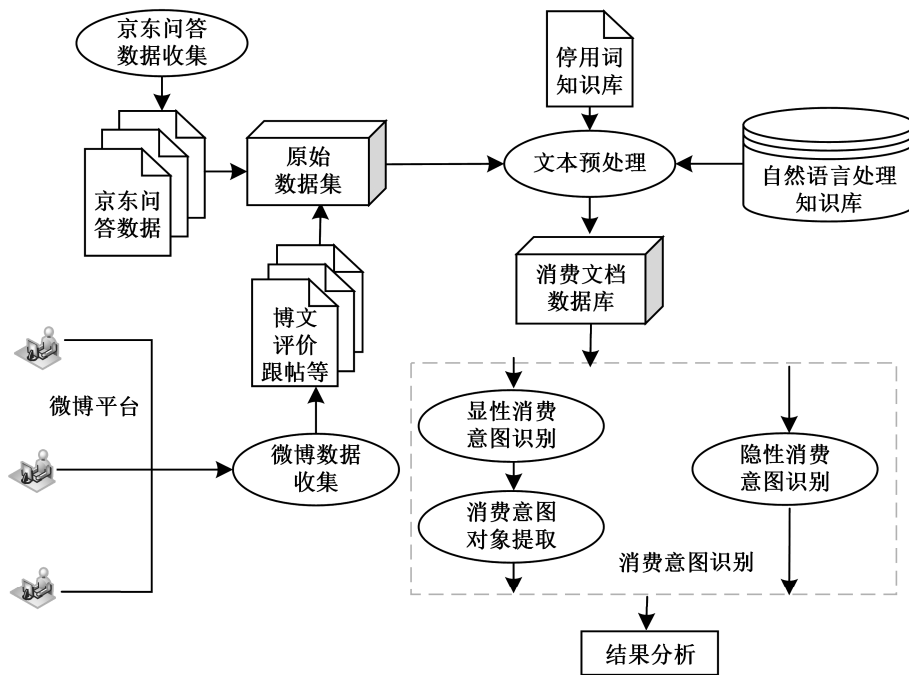 京东问答
数据收集
停用词
知识库
原始
数据集
文本预处理
自然语言处理
知识库
京东问
答数据
消费文档
数据库
博文
评价
跟帖等
微博平台
显性消费
意图识别
微博数据
收集
隐性消费
意图识别
消费意图
对象提取
消费意图识别
结果分析